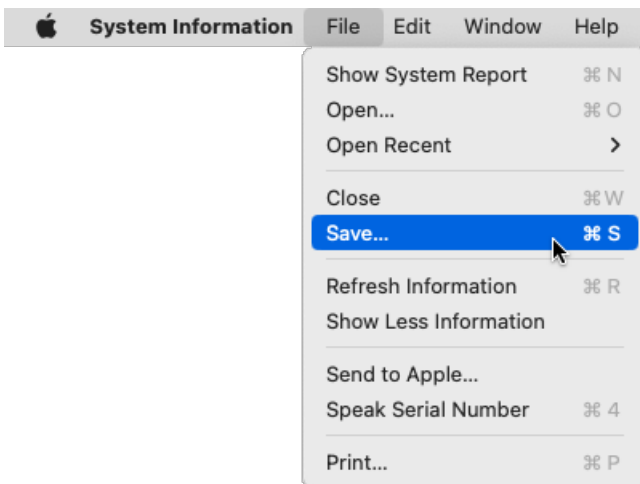 System Information File Edit Window Help
Show System Report ⌘ N
Open... ⌘ O
Open Recent >
Close ⌘ W
Save... ⌘ S
Refresh Information ⌘ R
Show Less Information
Send to Apple...
Speak Serial Number ⌘ 4
Print... ⌘ P